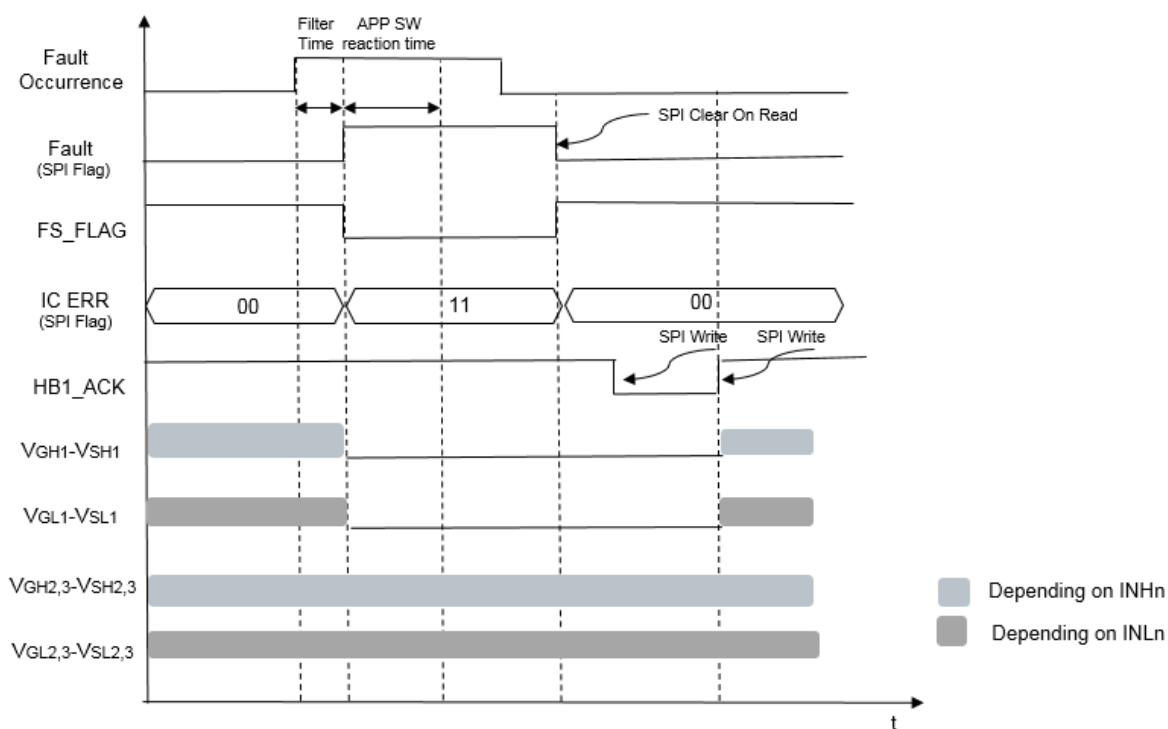 Filter
Time
APP SW
reaction time
Fault
Occurrence
SPI Clear On Read
Fault
(SPI Flag)
FS_FLAG
IC ERR
(SPI Flag)
00
11
00
SPI Write
SPI Write
HB1_ACK
VGH1-VSH1
VGL1-VSL1
VGH2,3-VSH2,3
VGL2,3-VSL2,3
Depending on INHn
Depending on INLn
t